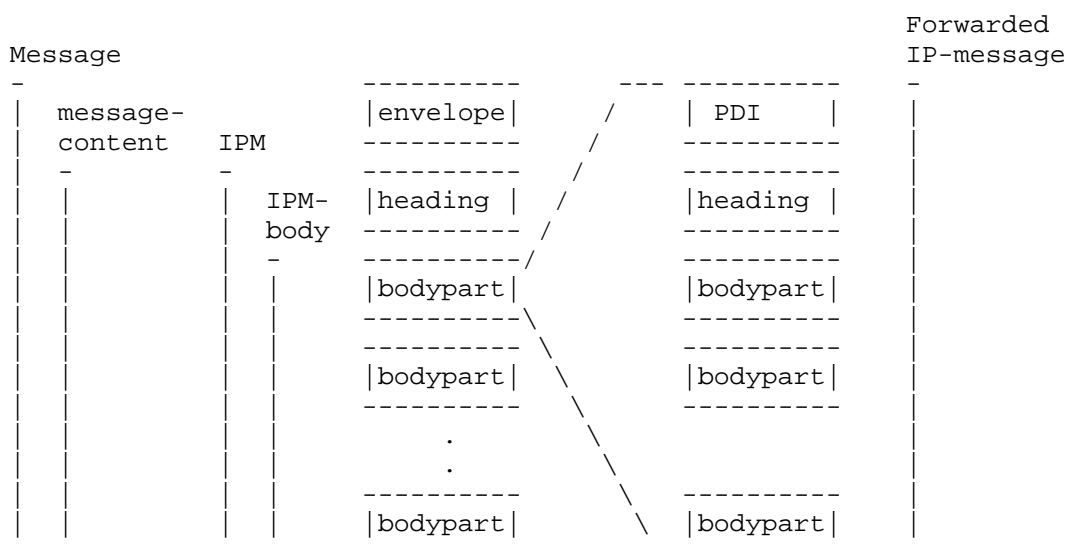 Forwarded
Message IP-message
envelope PDI
message-
content IPM
heading heading
IPM-
body
bodypart bodypart
bodypart bodypart
.
.
bodypart bodypart